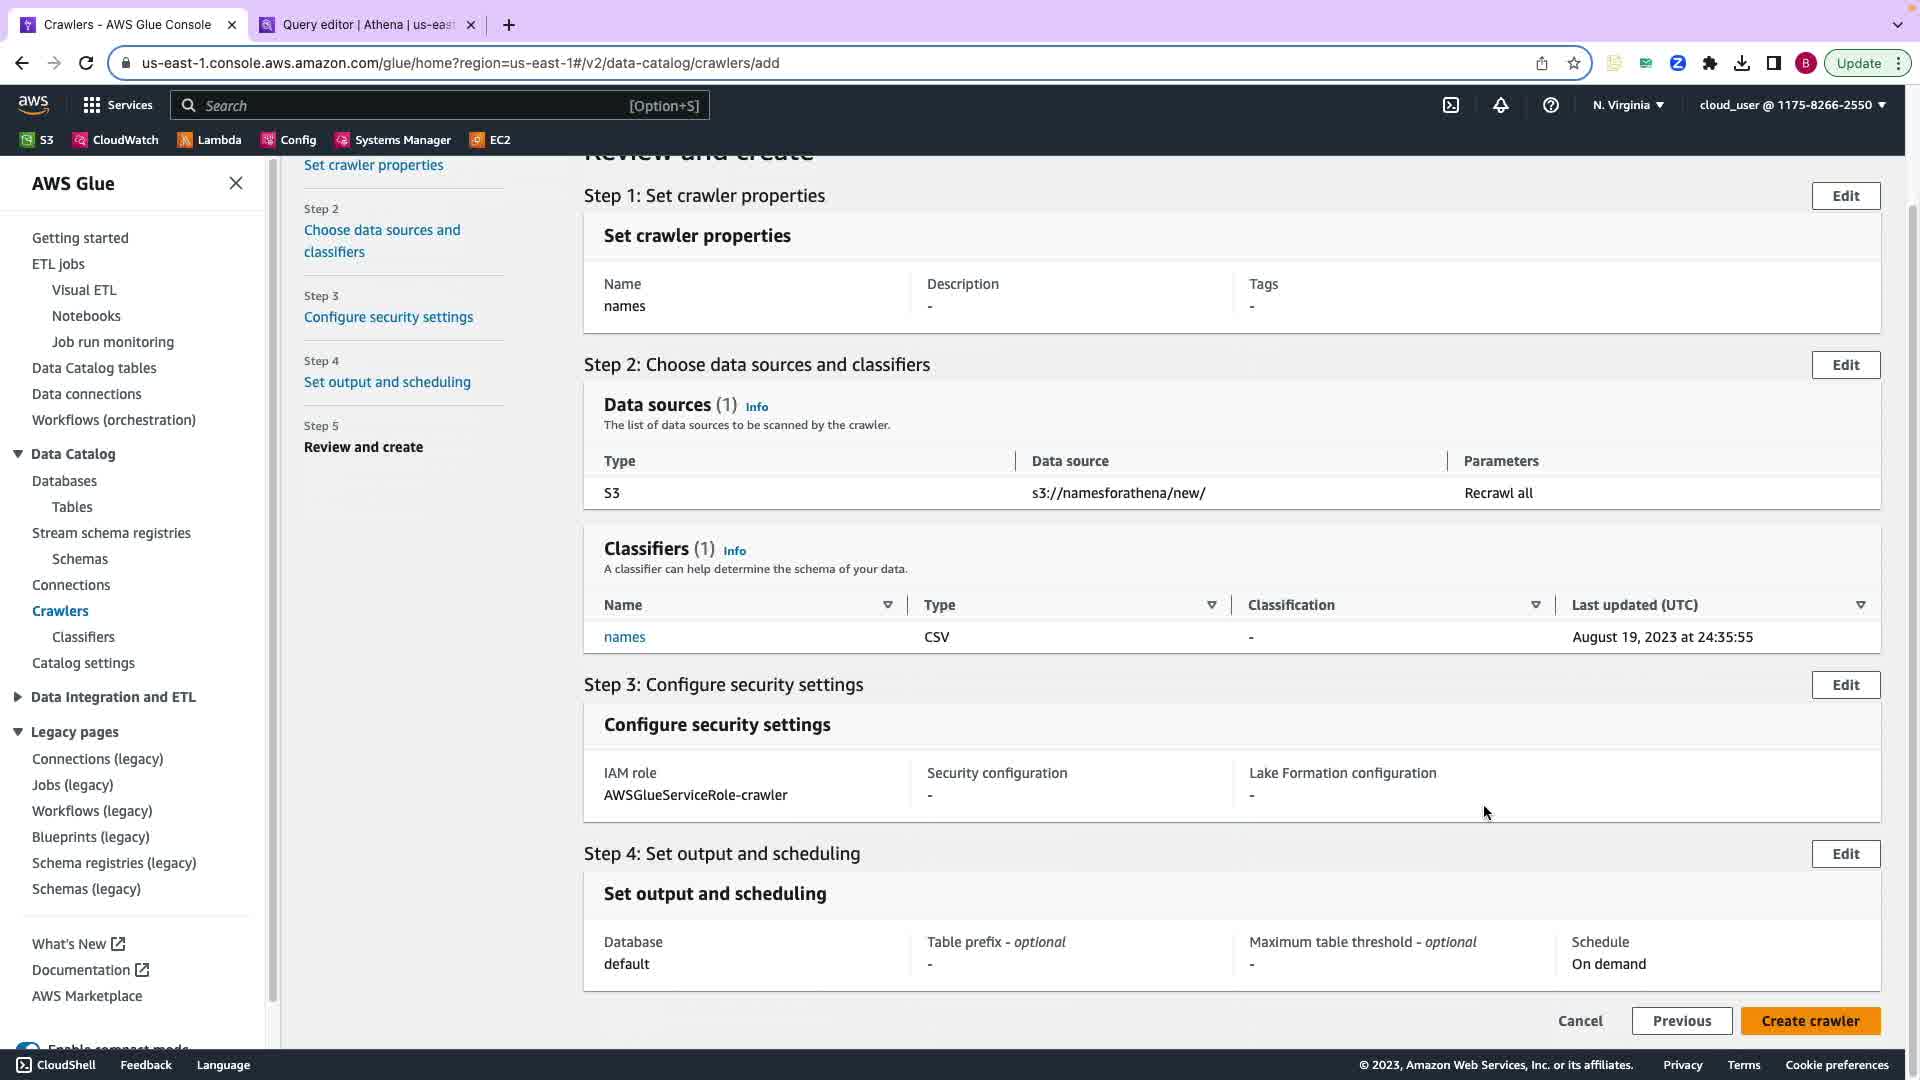 Crawlers - AWS Glue Console
Query editor | Athena | us-east
us-east-1.console.aws.amazon.com/glue/home?region=us-east-1#/v2/data-catalog/crawlers/add
B
Update
aws
Services
Search
[Option+S]
N. Virginia
cloud_user @ 1175-8266-2550
S3
CloudWatch
Lambda
Config
Systems Manager
EC2
AWS Glue
Getting started
ETL jobs
Visual ETL
Notebooks
Job run monitoring
Data Catalog tables
Data connections
Workflows (orchestration)
Data Catalog
Databases
Tables
Stream schema registries
Schemas
Connections
Crawlers
Classifiers
Catalog settings
Data Integration and ETL
Legacy pages
Connections (legacy)
Jobs (legacy)
Workflows (legacy)
Blueprints (legacy)
Schema registries (legacy)
Schemas (legacy)
What's New
Documentation
AWS Marketplace
Enable compact mode
Set crawler properties
Step 2
Choose data sources and
classifiers
Step 3
Configure security settings
Step 4
Set output and scheduling
Step 5
Review and create
Review and create
Step 1: Set crawler properties
Edit
Set crawler properties
Name
names
Description
-
Tags
-
Step 2: Choose data sources and classifiers
Edit
Data sources (1) Info
The list of data sources to be scanned by the crawler.
Type Data source Parameters
S3 s3://namesforathena/new/ Recrawl all
Classifiers (1) Info
A classifier can help determine the schema of your data.
Name Type Classification Last updated (UTC)
names CSV - August 19, 2023 at 24:35:55
Step 3: Configure security settings
Edit
Configure security settings
IAM role
AWSGlueServiceRole-crawler
Security configuration
-
Lake Formation configuration
-
Step 4: Set output and scheduling
Edit
Set output and scheduling
Database
default
Table prefix - optional
-
Maximum table threshold - optional
-
Schedule
On demand
Cancel
Previous
Create crawler
CloudShell
Feedback
Language
© 2023, Amazon Web Services, Inc. or its affiliates.
Privacy
Terms
Cookie preferences